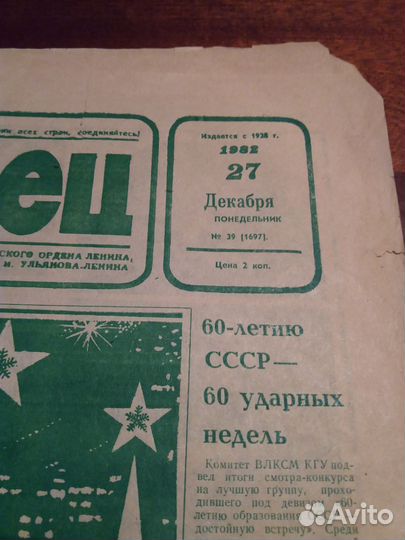 всех стран, соединяйтесь!
ец
СКОГО ОРДЕНА ЛЕНИНА,
УЛЬЯНОВА-ЛЕНИНА
Издается с 1938 г.
1982
27
Декабря
ПОНЕДЕЛЬНИК
№ 39 [1697].
Цена 2 коп.
60-летию
СССР—
60 ударных
недель
Комитет ВЛКСМ КГУ под-
вел итоги смотра-конкурса
на лучшую группу, прохо-
дившего под девизом «60-
летию образования
достойную встречу». Среди
Avito